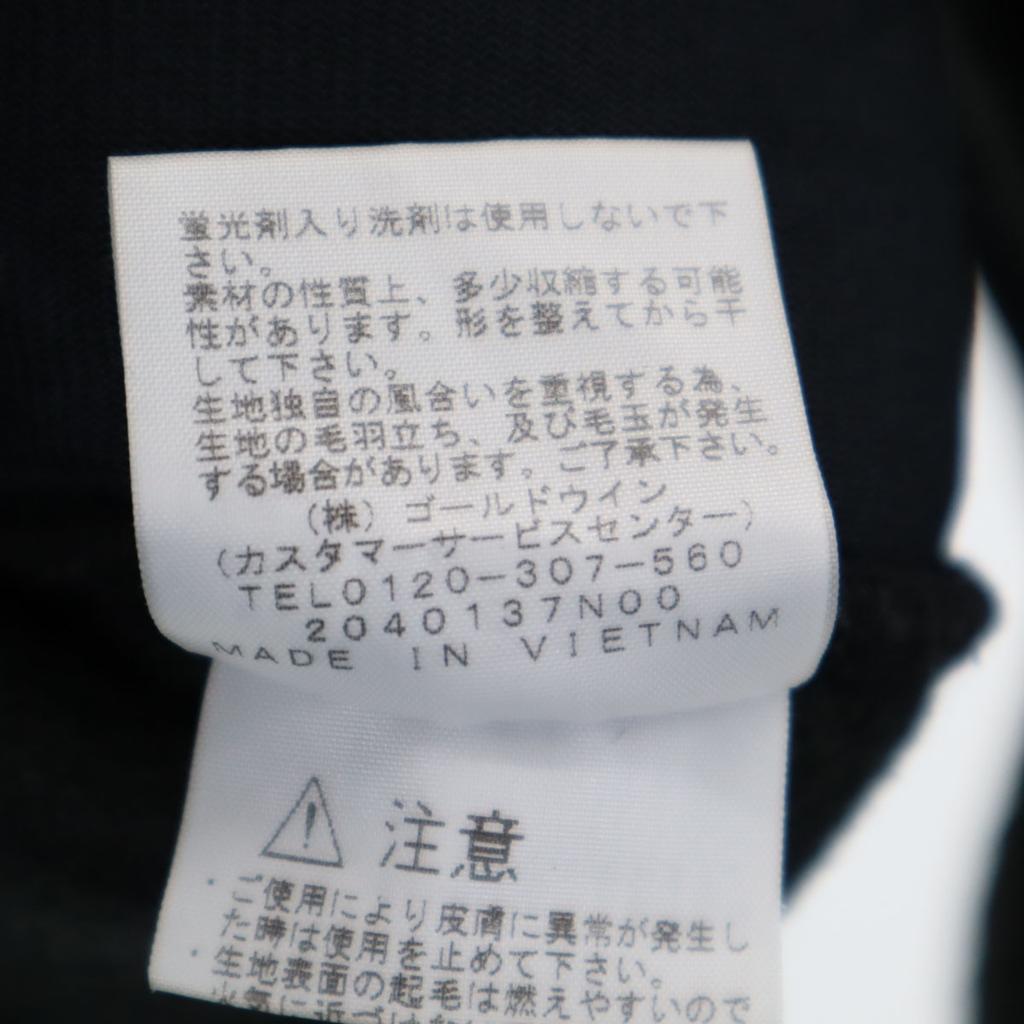 蛍光剤入り洗剤は使用しないで下
さい。
素材の性質上、多少収縮する可能
性があります。形を整えてから干
して下さい。
生地独自の風合いを重視する為、
生地の毛羽立ち、及び毛玉が発生
する場合があります。ご了承下さい。
(株) ゴールドウイン
(カスタマーサービスセンター)
TEL0120-307-560
2040137N00
MADE IN VIETNAM
注意
・ご使用により皮膚に異常が発生し
た時は使用を止めて下さい。
・生地表面の起毛は燃えやすいので
火気に近づけ